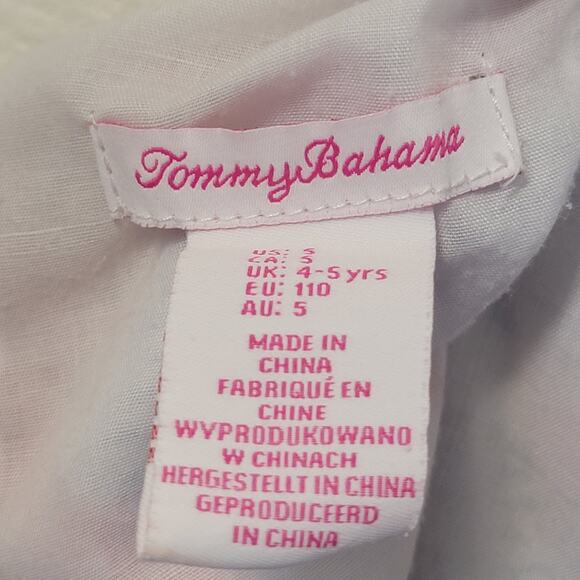 Tommy Bahama
US: 5
CA: 5
UK: 4-5 yrs
EU: 110
AU: 5
MADE IN
CHINA
FABRIQUÉ EN
CHINE
WYPRODUKOWANO
W CHINACH
HERGESTELLT IN CHINA
GEPRODUCEERD
IN CHINA